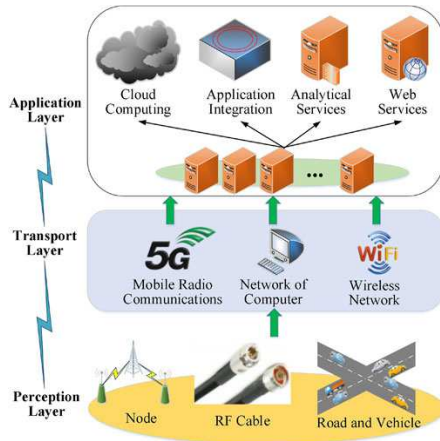 Cloud
Computing
Application
Integration
Analytical
Services
Web
Services
Application
Layer
...
Transport
Layer
5G
WiFi
Mobile Radio
Communications
Network of
Computer
Wireless
Network
Perception
Layer
Node
RF Cable
Road and Vehicle